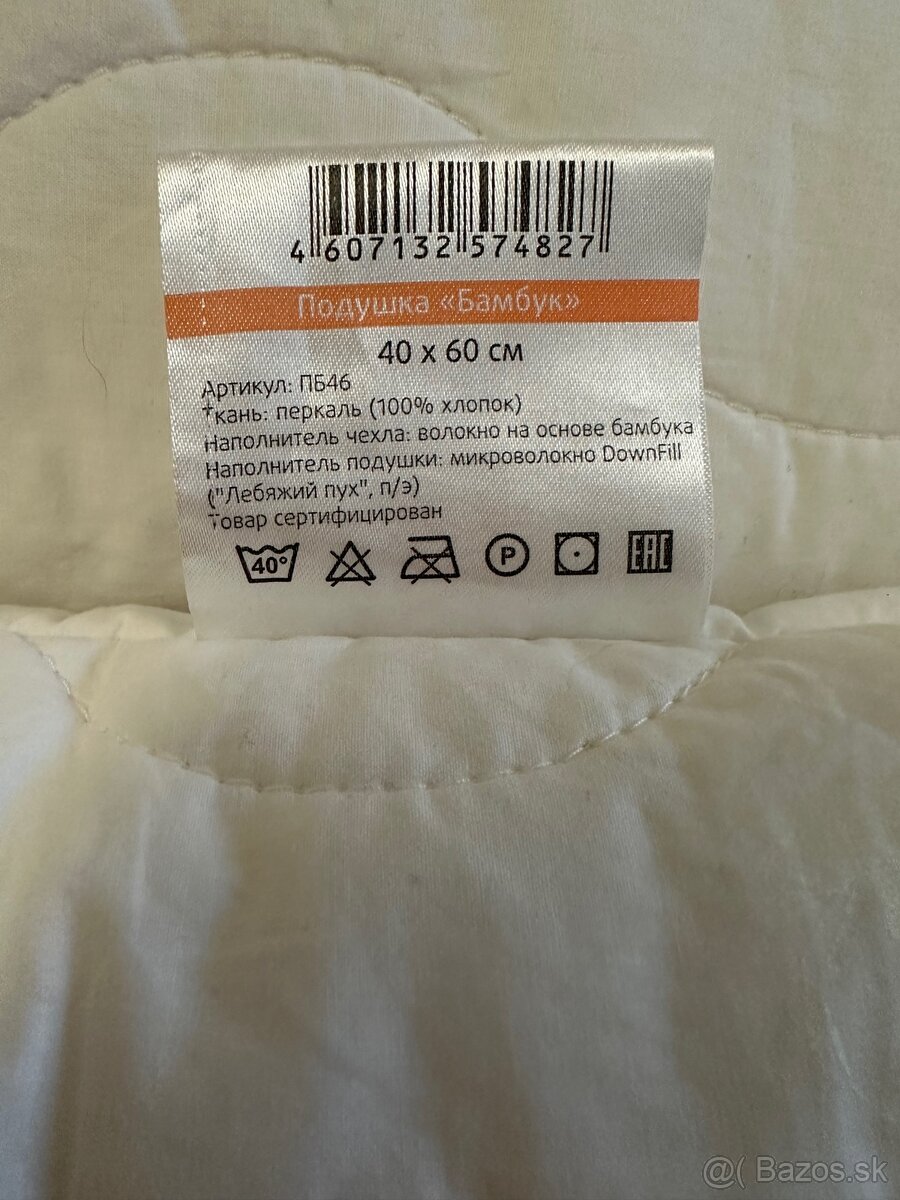 4 607132 574827
Подушка «Бамбук»
40 х 60 см
Артикул: ПБ46
Ткань: перкаль (100% хлопок)
Наполнитель чехла: волокно на основе бамбука
Наполнитель подушки: микроволокно DownFill
("Лебяжий пух", п/э)
Товар сертифицирован
40° P EAC
@( Bazos.sk